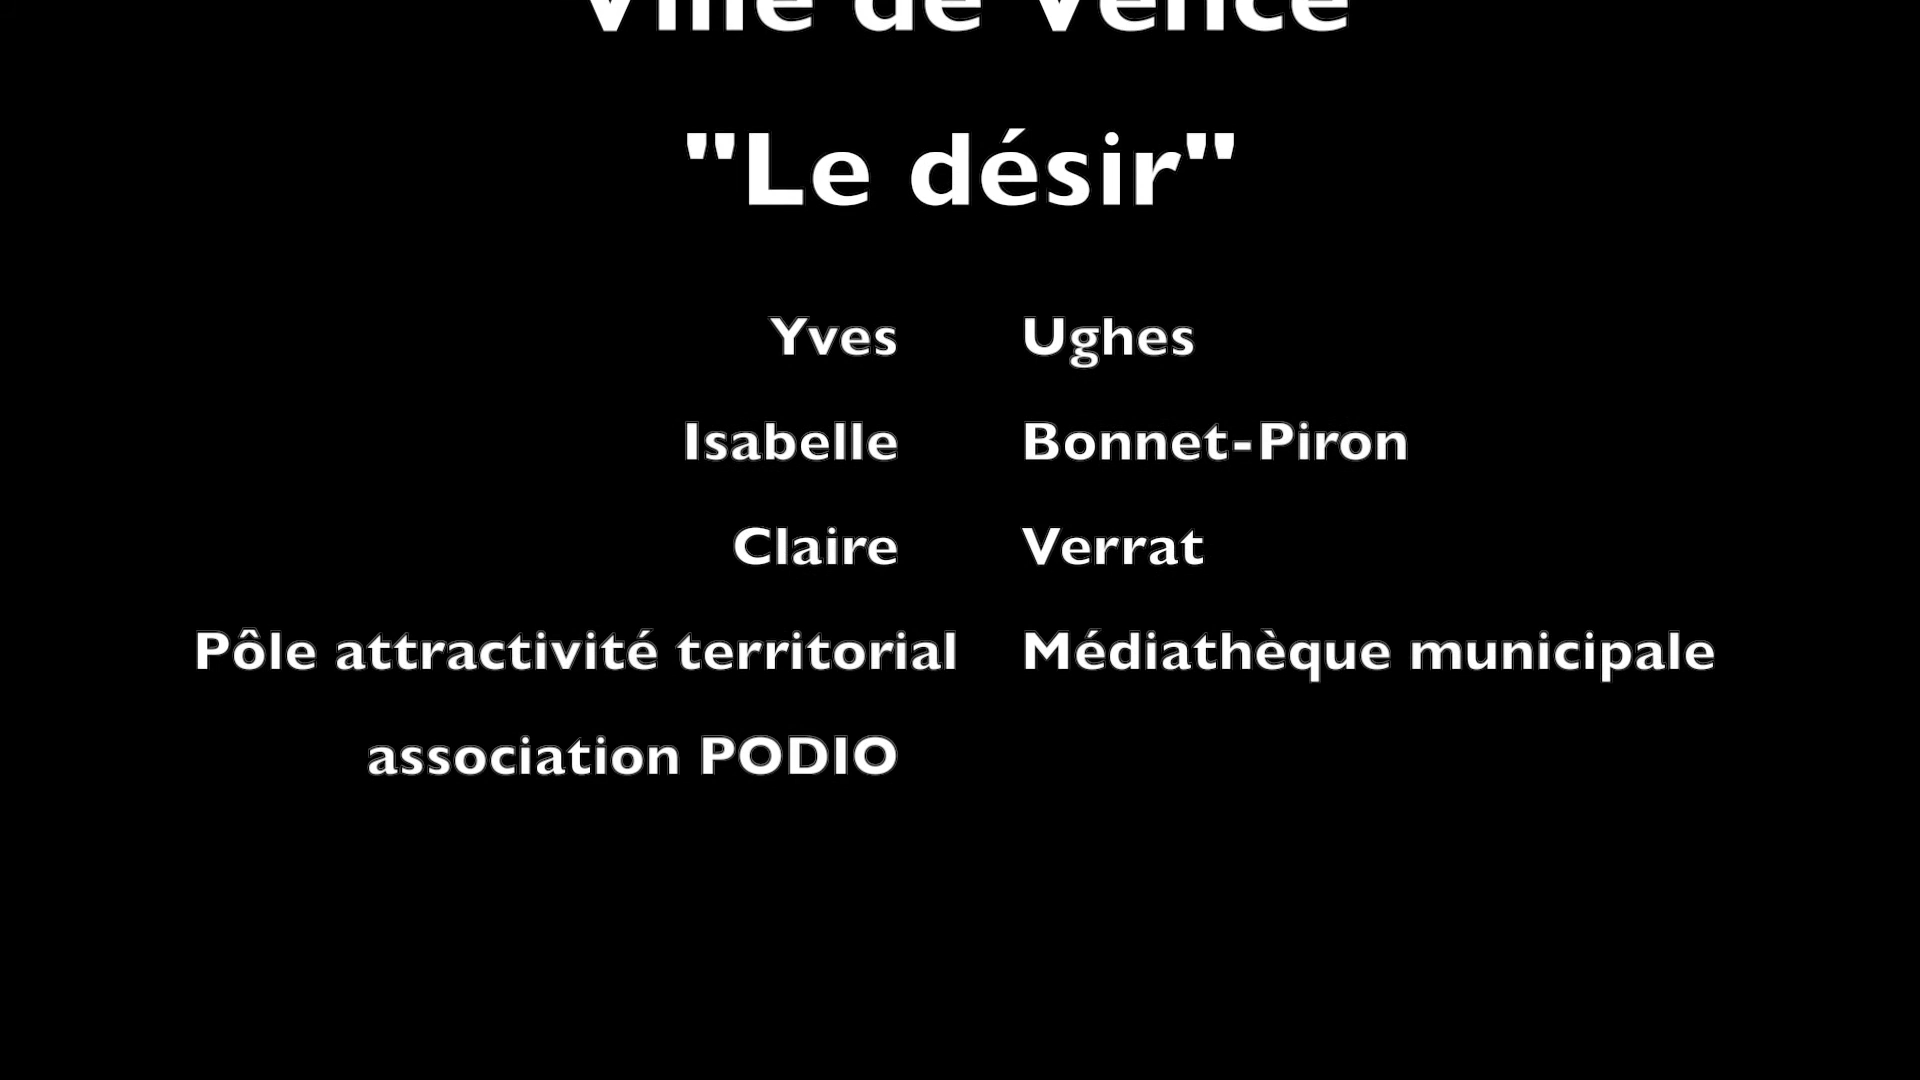 Ville de Vence
"Le désir"
Yves Ughes
Isabelle Bonnet-Piron
Claire Verrat
Pôle attractivité territorial Médiathèque municipale
association PODIO